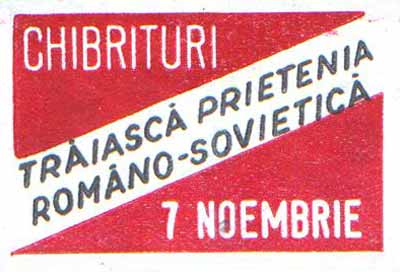 CHIBRITURI
TRĂIASCĂ PRIETENIA
ROMÂNO-SOVIETICĂ
7 NOEMBRIE